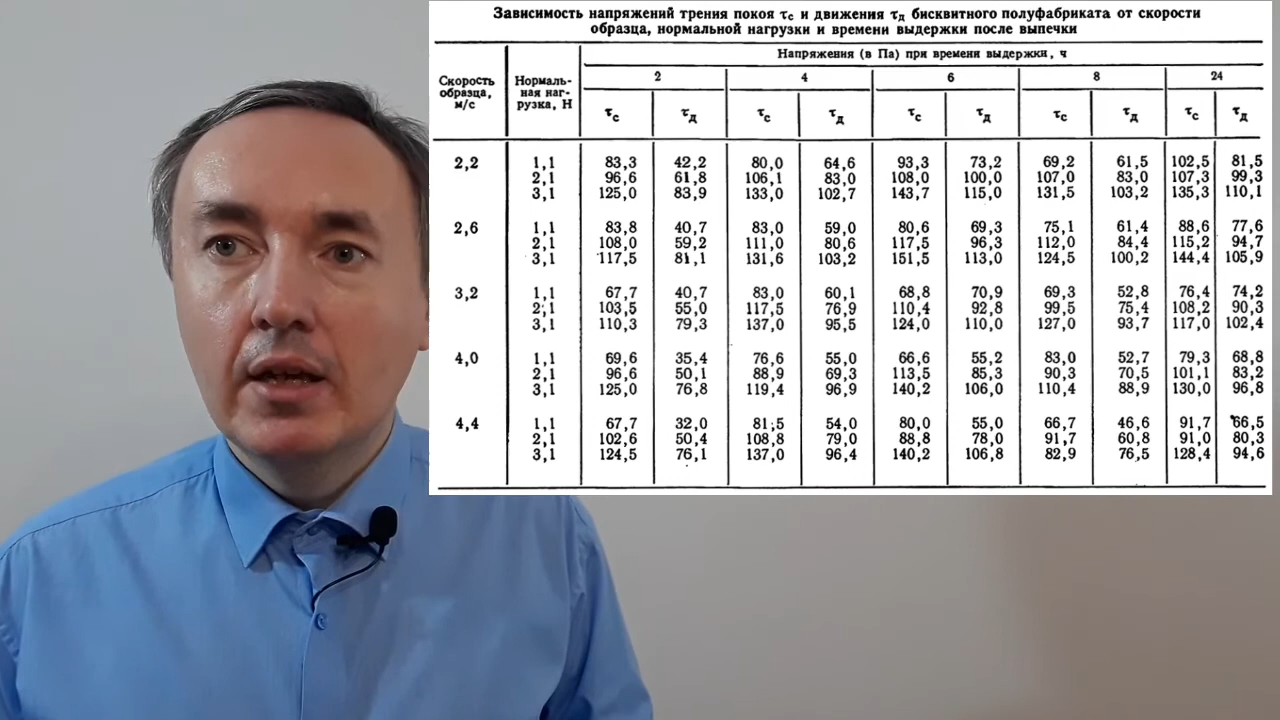 Зависимость напряжений трения покоя τс и движения τд бисквитного полуфабриката от скорости
образца, нормальной нагрузки и времени выдержки после выпечки
Напряжения (в Па) при времени выдержки, ч
Скорость образца, м/с
Нормальная нагрузка, Н
2 4 6 8 24
τс τд τс τд τс τд τс τд τс τд
2,2 1,1 83,3 42,2 80,0 64,6 93,3 73,2 69,2 61,5 102,5 81,5
2,1 96,6 61,8 106,1 83,0 108,0 100,0 107,0 83,0 107,3 99,3
3,1 125,0 83,9 133,0 102,7 143,7 115,0 131,5 103,2 135,3 110,1
2,6 1,1 83,8 40,7 83,0 59,0 80,6 69,3 75,1 61,4 88,6 77,6
2,1 108,0 59,2 111,0 80,6 117,5 96,3 112,0 84,4 115,2 94,7
3,1 117,5 81,1 131,6 103,2 151,5 113,0 124,5 100,2 144,4 105,9
3,2 1,1 67,7 40,7 83,0 60,1 68,8 70,9 69,3 52,8 76,4 74,2
2,1 103,5 55,0 117,5 76,9 110,4 92,8 99,5 75,4 108,2 90,3
3,1 110,3 79,3 137,0 95,5 124,0 110,0 127,0 93,7 117,0 102,4
4,0 1,1 69,6 35,4 76,6 55,0 66,6 55,2 83,0 52,7 79,3 68,8
2,1 96,6 50,1 88,9 69,3 113,5 85,3 90,3 70,5 101,1 83,2
3,1 125,0 76,8 119,4 96,9 140,2 106,0 110,4 88,9 130,0 96,8
4,4 1,1 67,7 32,0 81,5 54,0 80,0 55,0 66,7 46,6 91,7 66,5
2,1 102,6 50,4 108,8 79,0 88,8 78,0 91,7 60,8 91,0 80,3
3,1 124,5 76,1 137,0 96,4 140,2 106,8 82,9 76,5 128,4 94,6